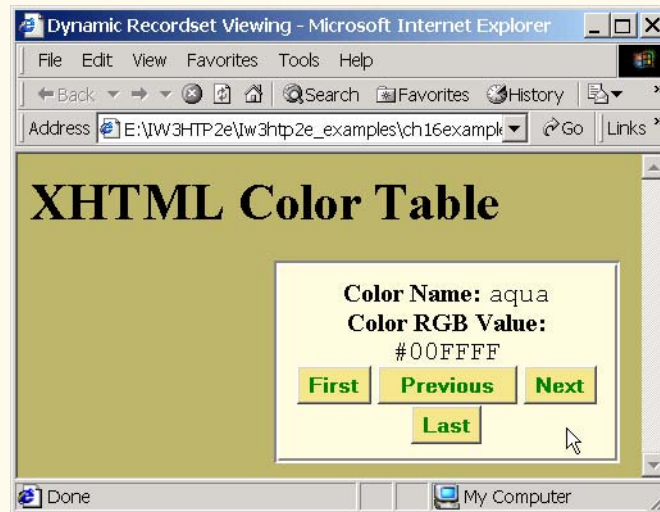 Dynamic Recordset Viewing - Microsoft Internet Explorer
File Edit View Favorites Tools Help
Back Search Favorites History
Address E:\IW3HTP2e\Iw3htp2e_examples\ch16example Go Links
XHTML Color Table
Color Name: aqua
Color RGB Value:
#00FFFF
First Previous Next
Last
Done My Computer